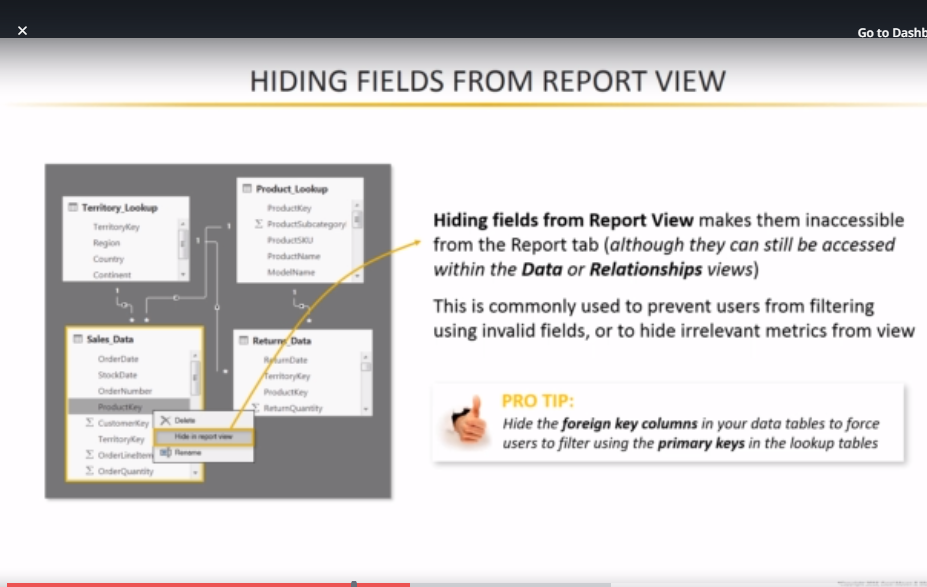 Go to Dashb
HIDING FIELDS FROM REPORT VIEW
Territory_Lookup
TerritoryKey
Region
Country
Continent
Product_Lookup
ProductKey
Σ ProductSubcategory
ProductSKU
ProductName
ModelName
1
1
1
1
Sales_Data
OrderDate
StockDate
OrderNumber
ProductKey
Σ CustomerKey
TerritoryKey
Σ OrderLineItem
Σ OrderQuantity
Returns_Data
ReturnDate
TerritoryKey
ProductKey
Σ ReturnQuantity
Delete
Hide in report view
Rename
Hiding fields from Report View makes them inaccessible
from the Report tab (although they can still be accessed
within the Data or Relationships views)
This is commonly used to prevent users from filtering
using invalid fields, or to hide irrelevant metrics from view
PRO TIP:
Hide the foreign key columns in your data tables to force
users to filter using the primary keys in the lookup tables